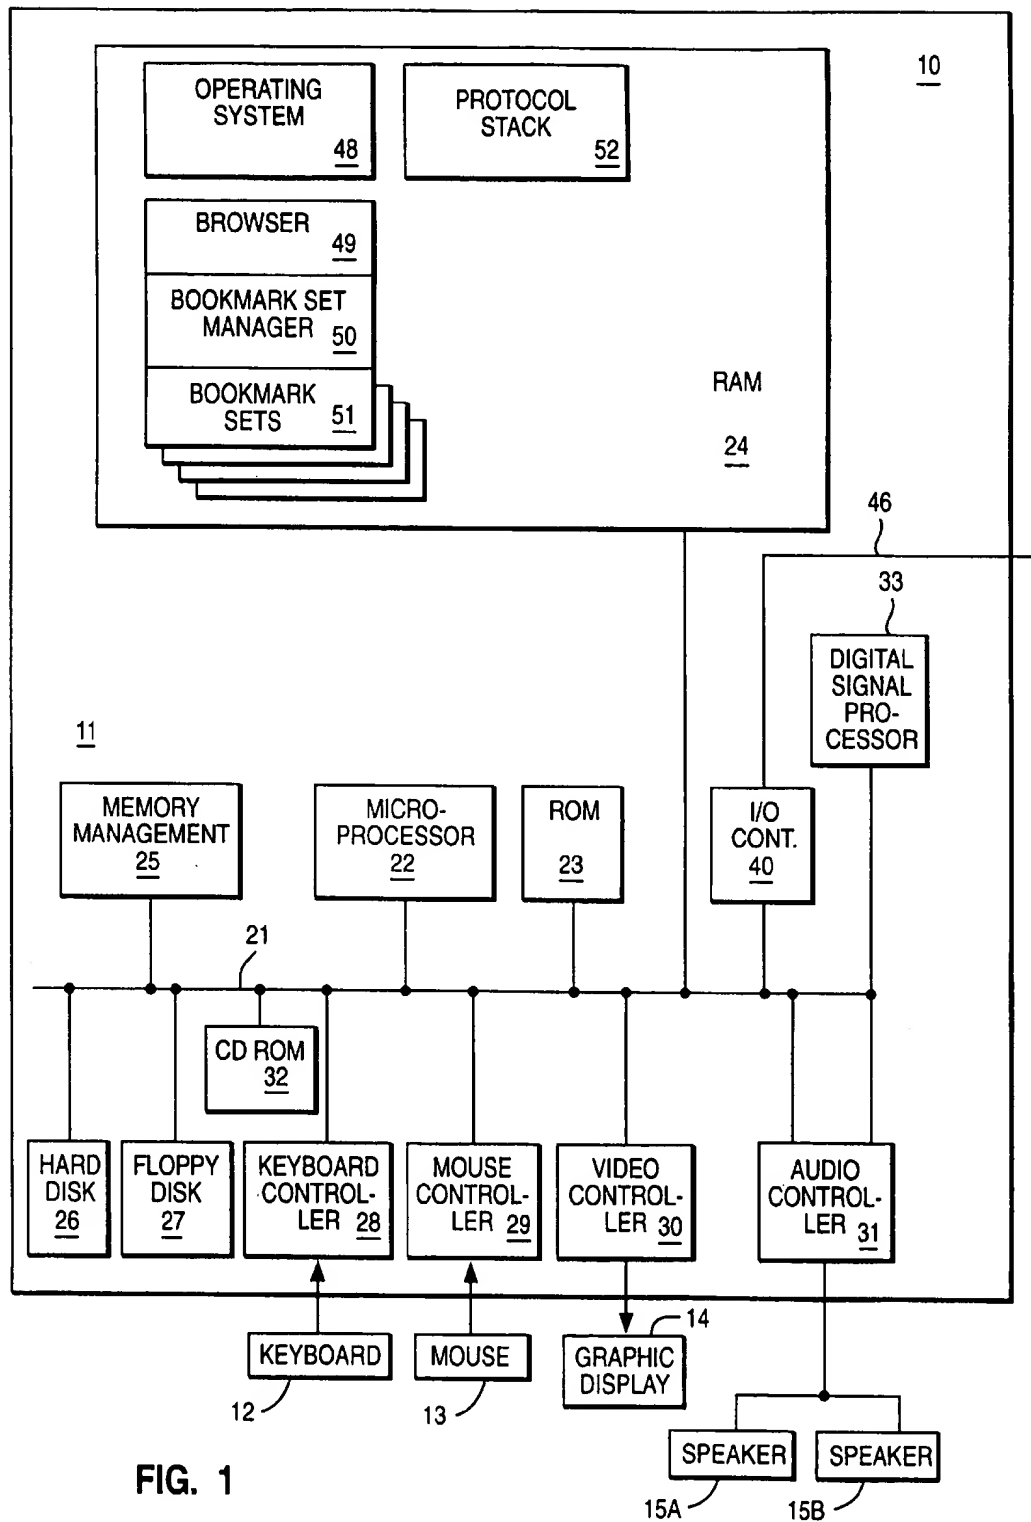 10
OPERATING
SYSTEM
48
PROTOCOL
STACK
52
BROWSER
49
BOOKMARK SET
MANAGER
50
BOOKMARK
SETS
51
RAM
24
46
33
DIGITAL
SIGNAL
PRO-
CESSOR
11
MEMORY
MANAGEMENT
25
MICRO-
PROCESSOR
22
ROM
23
I/O
CONT.
40
21
CD ROM
32
HARD
DISK
26
FLOPPY
DISK
27
KEYBOARD
CONTROL-
LER 28
MOUSE
CONTROL-
LER 29
VIDEO
CONTROL-
LER 30
AUDIO
CONTROL-
LER 31
KEYBOARD
12
MOUSE
13
14
GRAPHIC
DISPLAY
SPEAKER
15A
SPEAKER
15B
FIG. 1